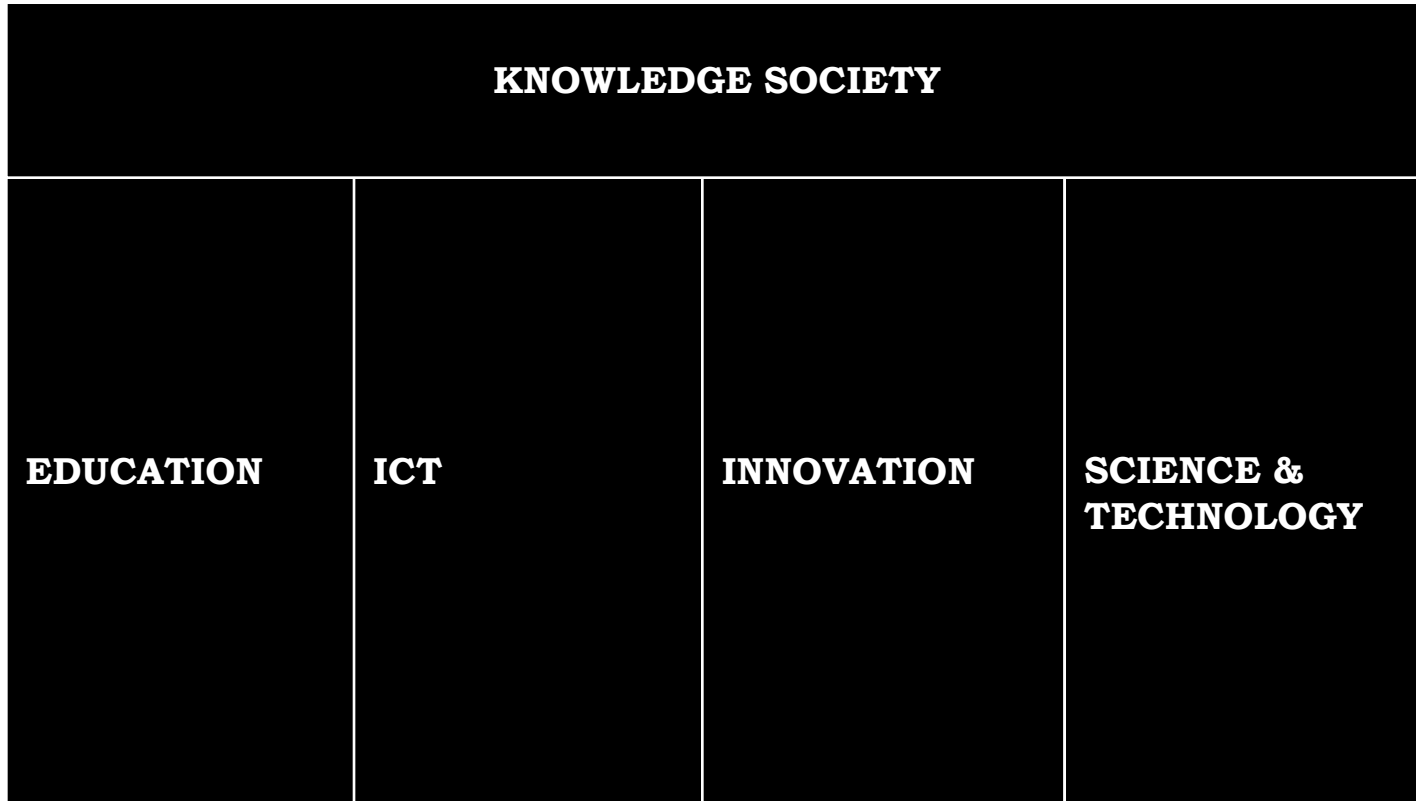 KNOWLEDGE SOCIETY
EDUCATION
ICT
INNOVATION
SCIENCE &
TECHNOLOGY